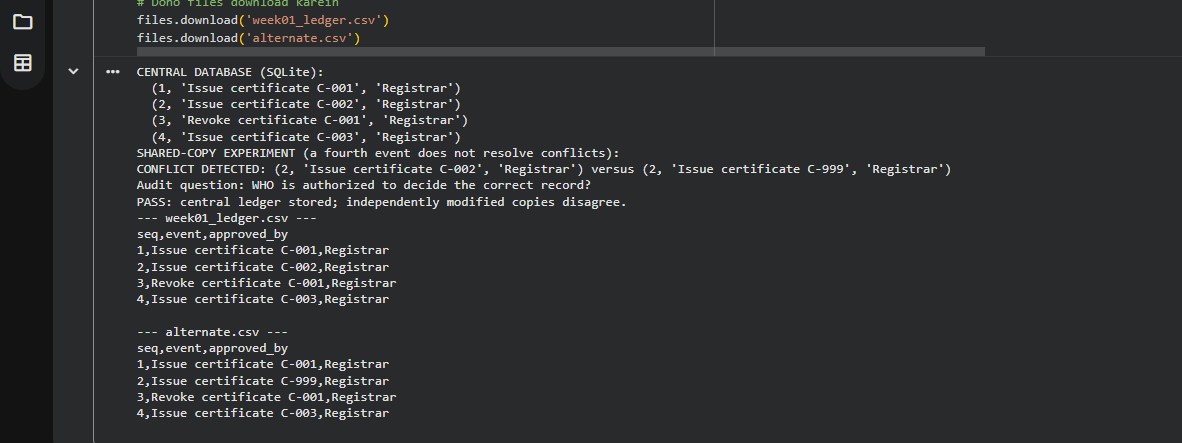 # Dono files download karein
files.download('week01_ledger.csv')
files.download('alternate.csv')
CENTRAL DATABASE (SQLite):
(1, 'Issue certificate C-001', 'Registrar')
(2, 'Issue certificate C-002', 'Registrar')
(3, 'Revoke certificate C-001', 'Registrar')
(4, 'Issue certificate C-003', 'Registrar')
SHARED-COPY EXPERIMENT (a fourth event does not resolve conflicts):
CONFLICT DETECTED: (2, 'Issue certificate C-002', 'Registrar') versus (2, 'Issue certificate C-999', 'Registrar')
Audit question: WHO is authorized to decide the correct record?
PASS: central ledger stored; independently modified copies disagree.
--- week01_ledger.csv ---
seq,event,approved_by
1,Issue certificate C-001,Registrar
2,Issue certificate C-002,Registrar
3,Revoke certificate C-001,Registrar
4,Issue certificate C-003,Registrar
--- alternate.csv ---
seq,event,approved_by
1,Issue certificate C-001,Registrar
2,Issue certificate C-999,Registrar
3,Revoke certificate C-001,Registrar
4,Issue certificate C-003,Registrar